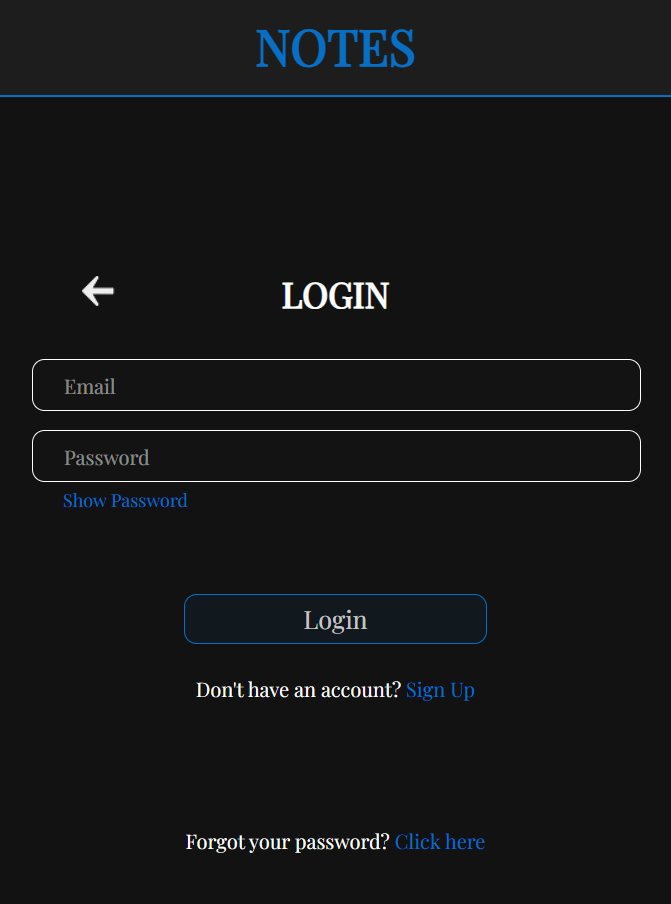 NOTES
LOGIN
Email
Password
Show Password
Login
Don't have an account? Sign Up
Forgot your password? Click here